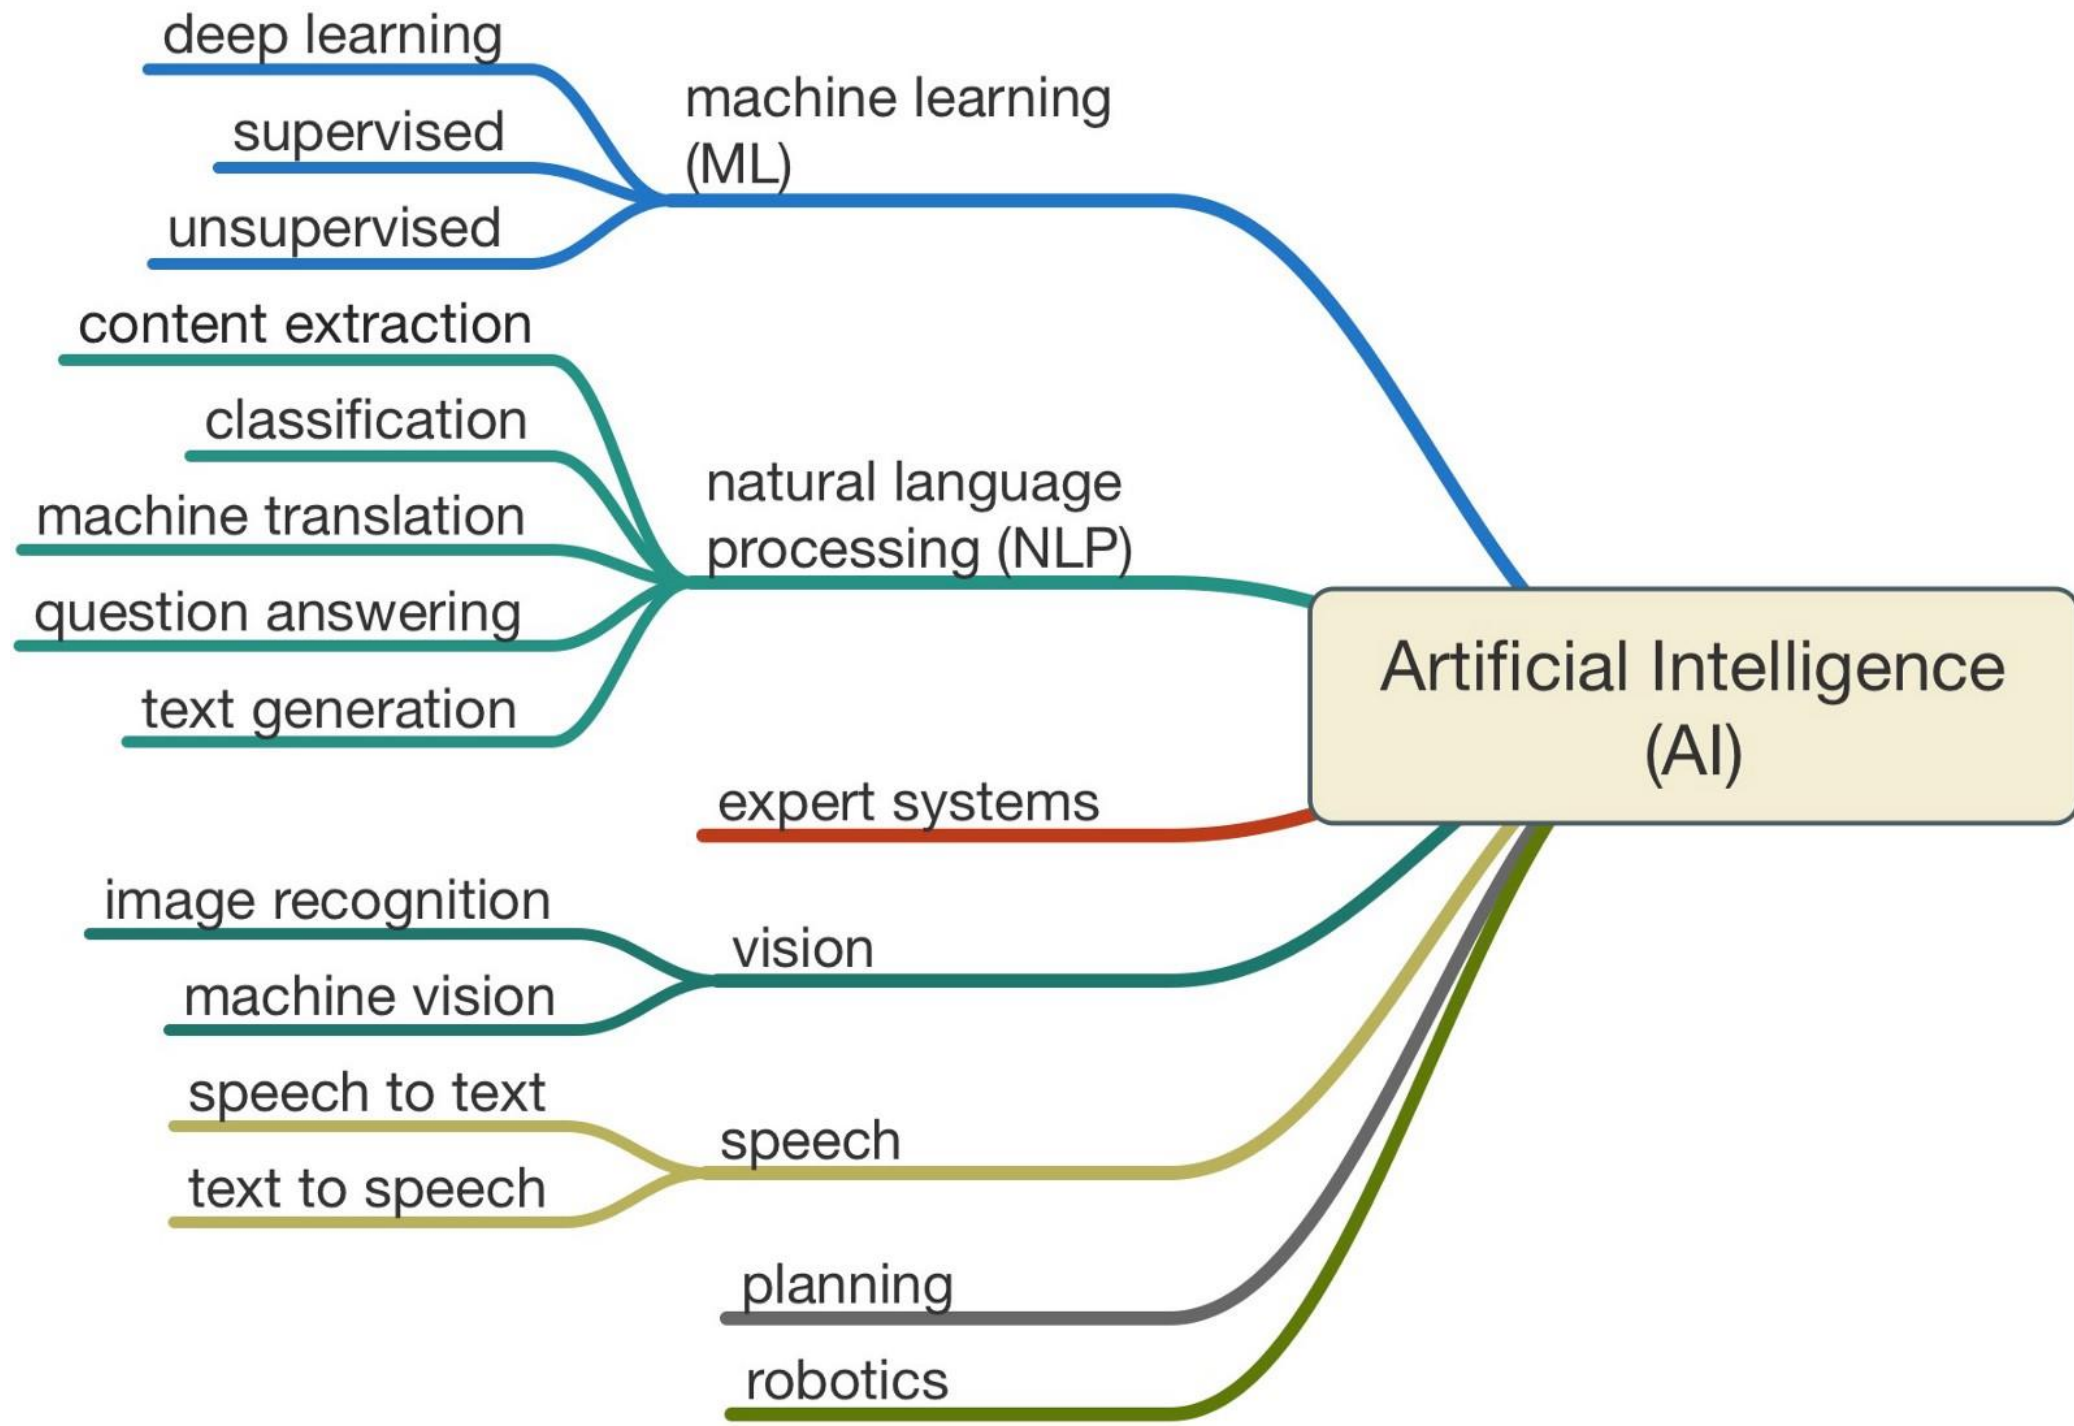 deep learning
supervised
unsupervised
machine learning
(ML)
content extraction
classification
machine translation
question answering
text generation
natural language
processing (NLP)
expert systems
image recognition
machine vision
vision
speech to text
text to speech
speech
planning
robotics
Artificial Intelligence
(AI)